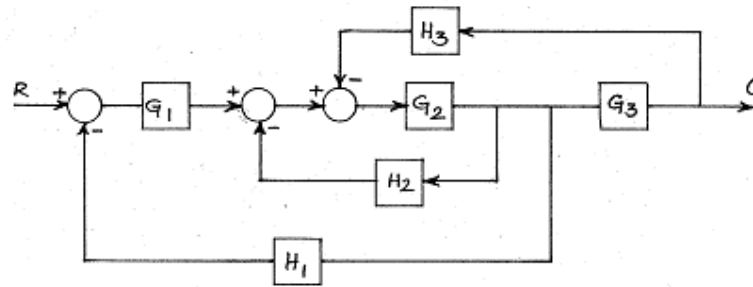 H3
R + + + C
G1 G2 G3
- - -
H2
H1